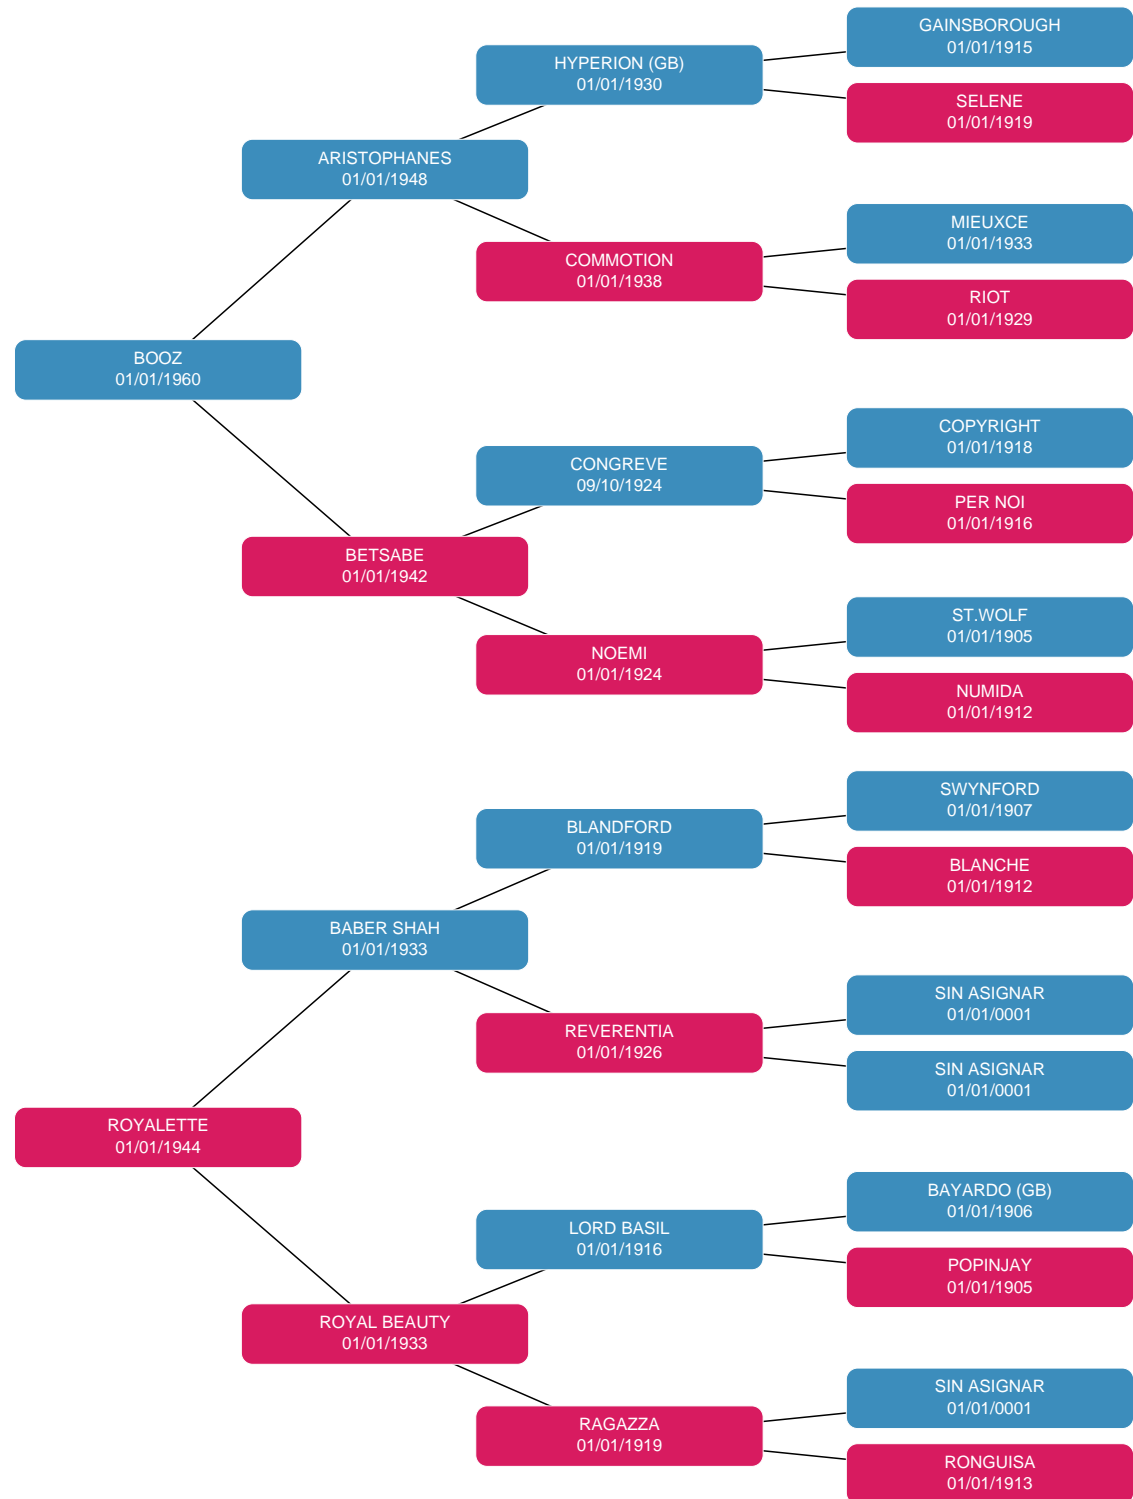 GAINSBOROUGH
01/01/1915
HYPERION (GB)
01/01/1930
SELENE
01/01/1919
ARISTOPHANES
01/01/1948
MIEUXCE
01/01/1933
COMMOTION
01/01/1938
RIOT
01/01/1929
BOOZ
01/01/1960
COPYRIGHT
01/01/1918
CONGREVE
09/10/1924
PER NOI
01/01/1916
BETSABE
01/01/1942
ST.WOLF
01/01/1905
NOEMI
01/01/1924
NUMIDA
01/01/1912
SWYNFORD
01/01/1907
BLANDFORD
01/01/1919
BLANCHE
01/01/1912
BABER SHAH
01/01/1933
SIN ASIGNAR
01/01/0001
REVERENTIA
01/01/1926
SIN ASIGNAR
01/01/0001
ROYALETTE
01/01/1944
BAYARDO (GB)
01/01/1906
LORD BASIL
01/01/1916
POPINJAY
01/01/1905
ROYAL BEAUTY
01/01/1933
SIN ASIGNAR
01/01/0001
RAGAZZA
01/01/1919
RONGUISA
01/01/1913